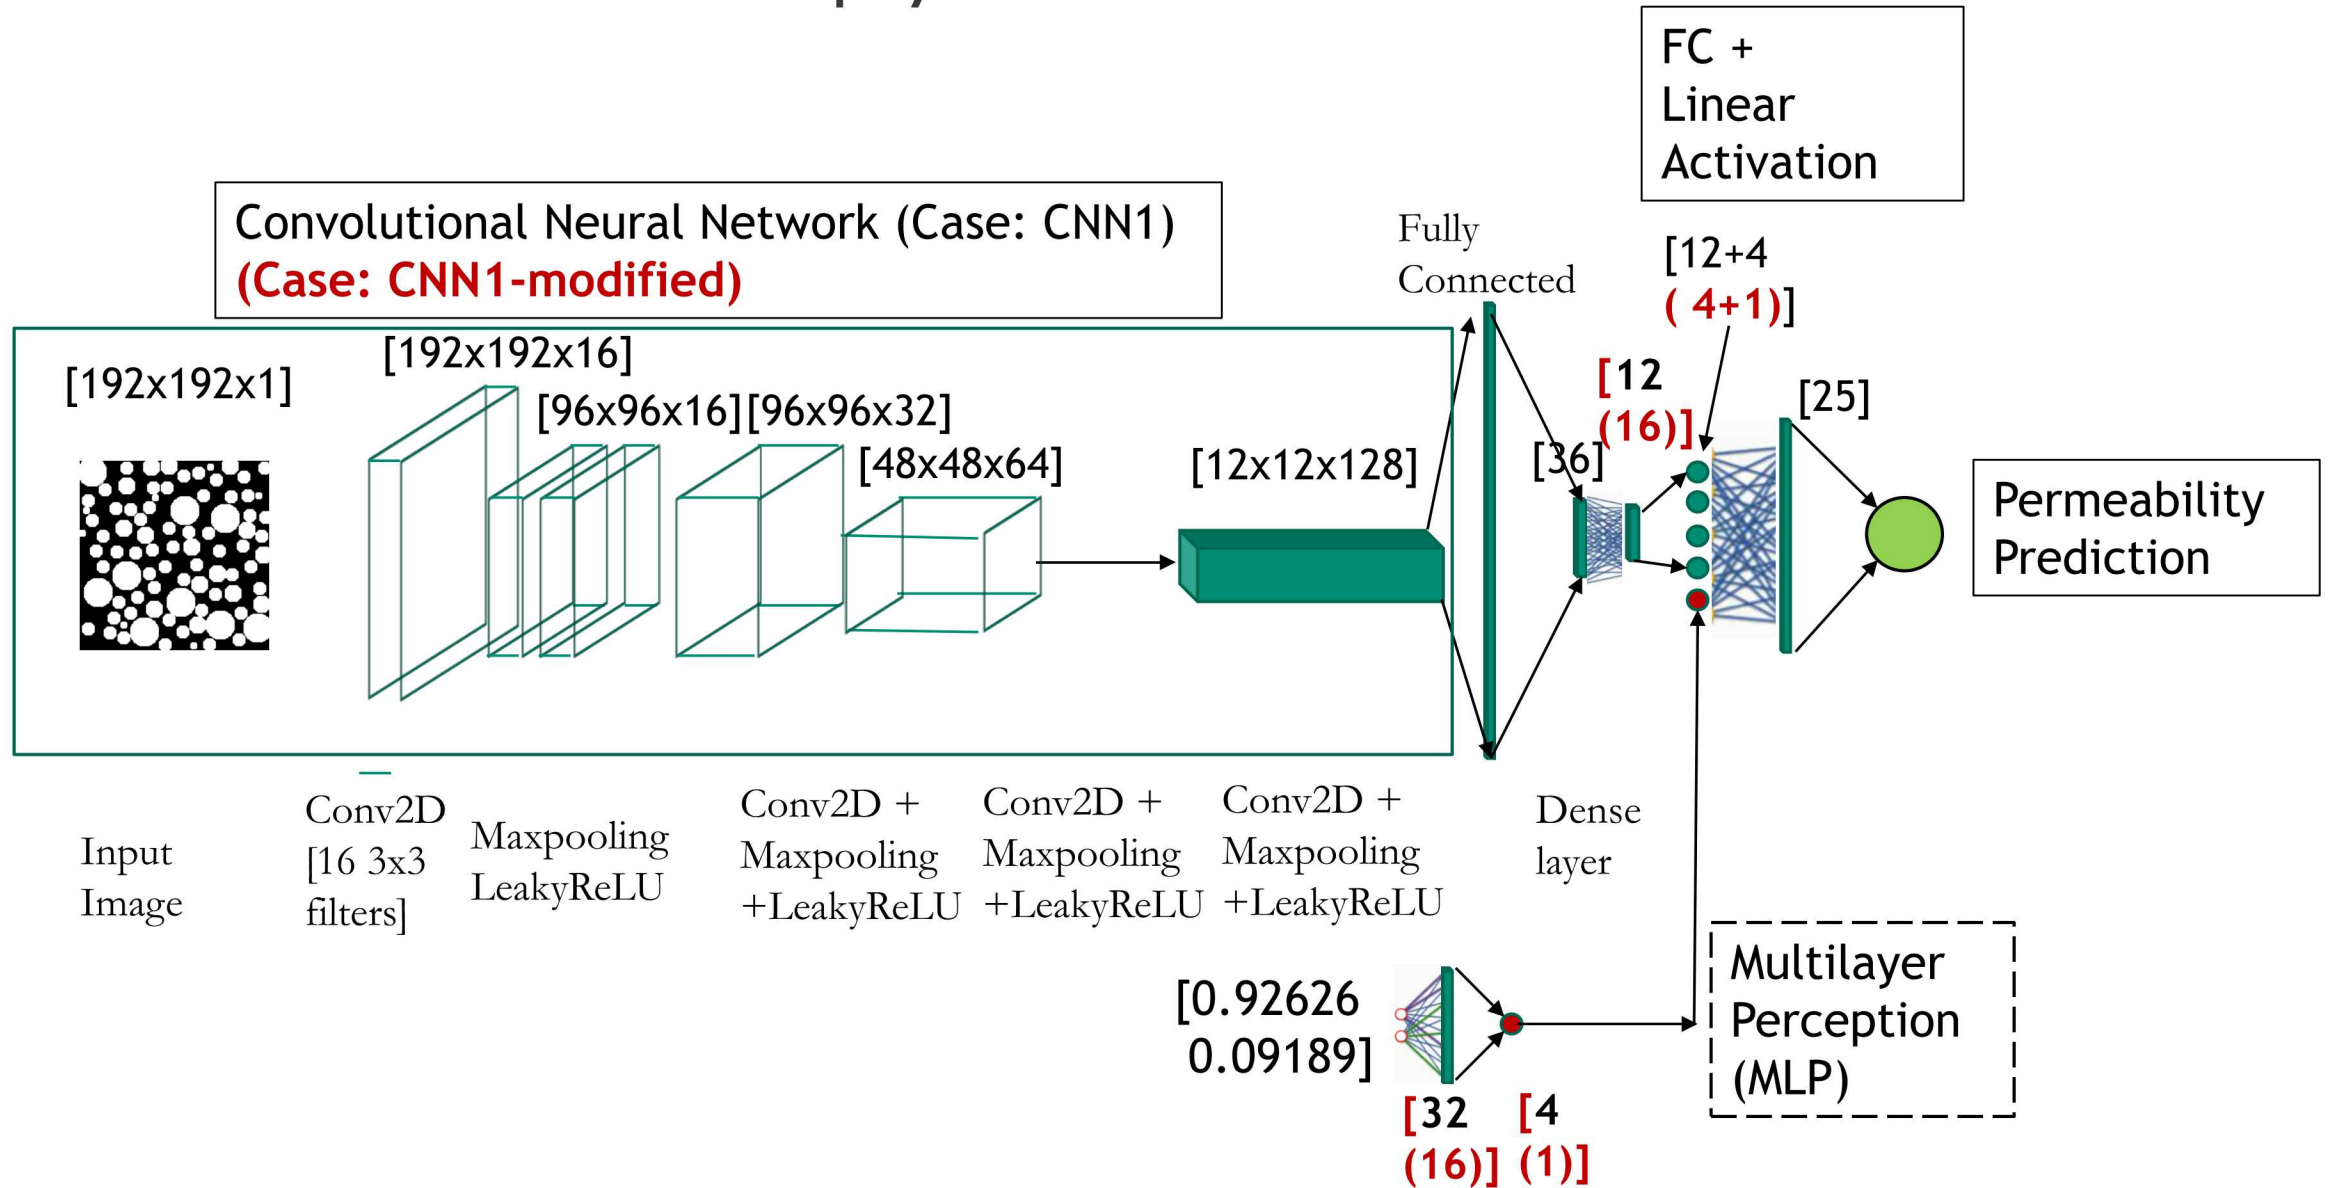 FC +
Linear
Activation
Convolutional Neural Network (Case: CNN1)
(Case: CNN1-modified)
Fully
Connected
[12+4
( 4+1)]
[192x192x1]
[192x192x16]
[96x96x16]
[96x96x32]
[48x48x64]
[12x12x128]
[36]
[12
(16)]
[25]
Permeability
Prediction
Input
Image
Conv2D
[16 3x3
filters]
Maxpooling
LeakyReLU
Conv2D +
Maxpooling
+LeakyReLU
Conv2D +
Maxpooling
+LeakyReLU
Conv2D +
Maxpooling
+LeakyReLU
Dense
layer
[0.92626
0.09189]
[32
(16)]
[4
(1)]
Multilayer
Perception
(MLP)